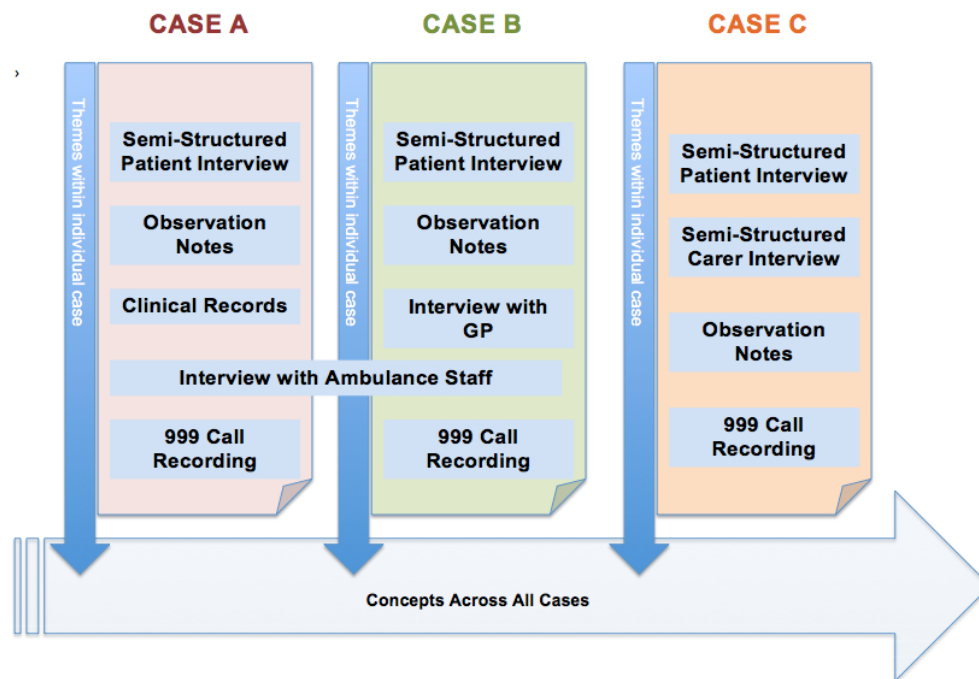 CASE A
CASE B
CASE C
›
Themes within individual case
Semi-Structured
Patient Interview
Observation
Notes
Clinical Records
Interview with Ambulance Staff
999 Call
Recording
Themes within individual case
Semi-Structured
Patient Interview
Observation
Notes
Interview with
GP
999 Call
Recording
Themes within individual case
Semi-Structured
Patient Interview
Semi-Structured
Carer Interview
Observation
Notes
999 Call
Recording
Concepts Across All Cases